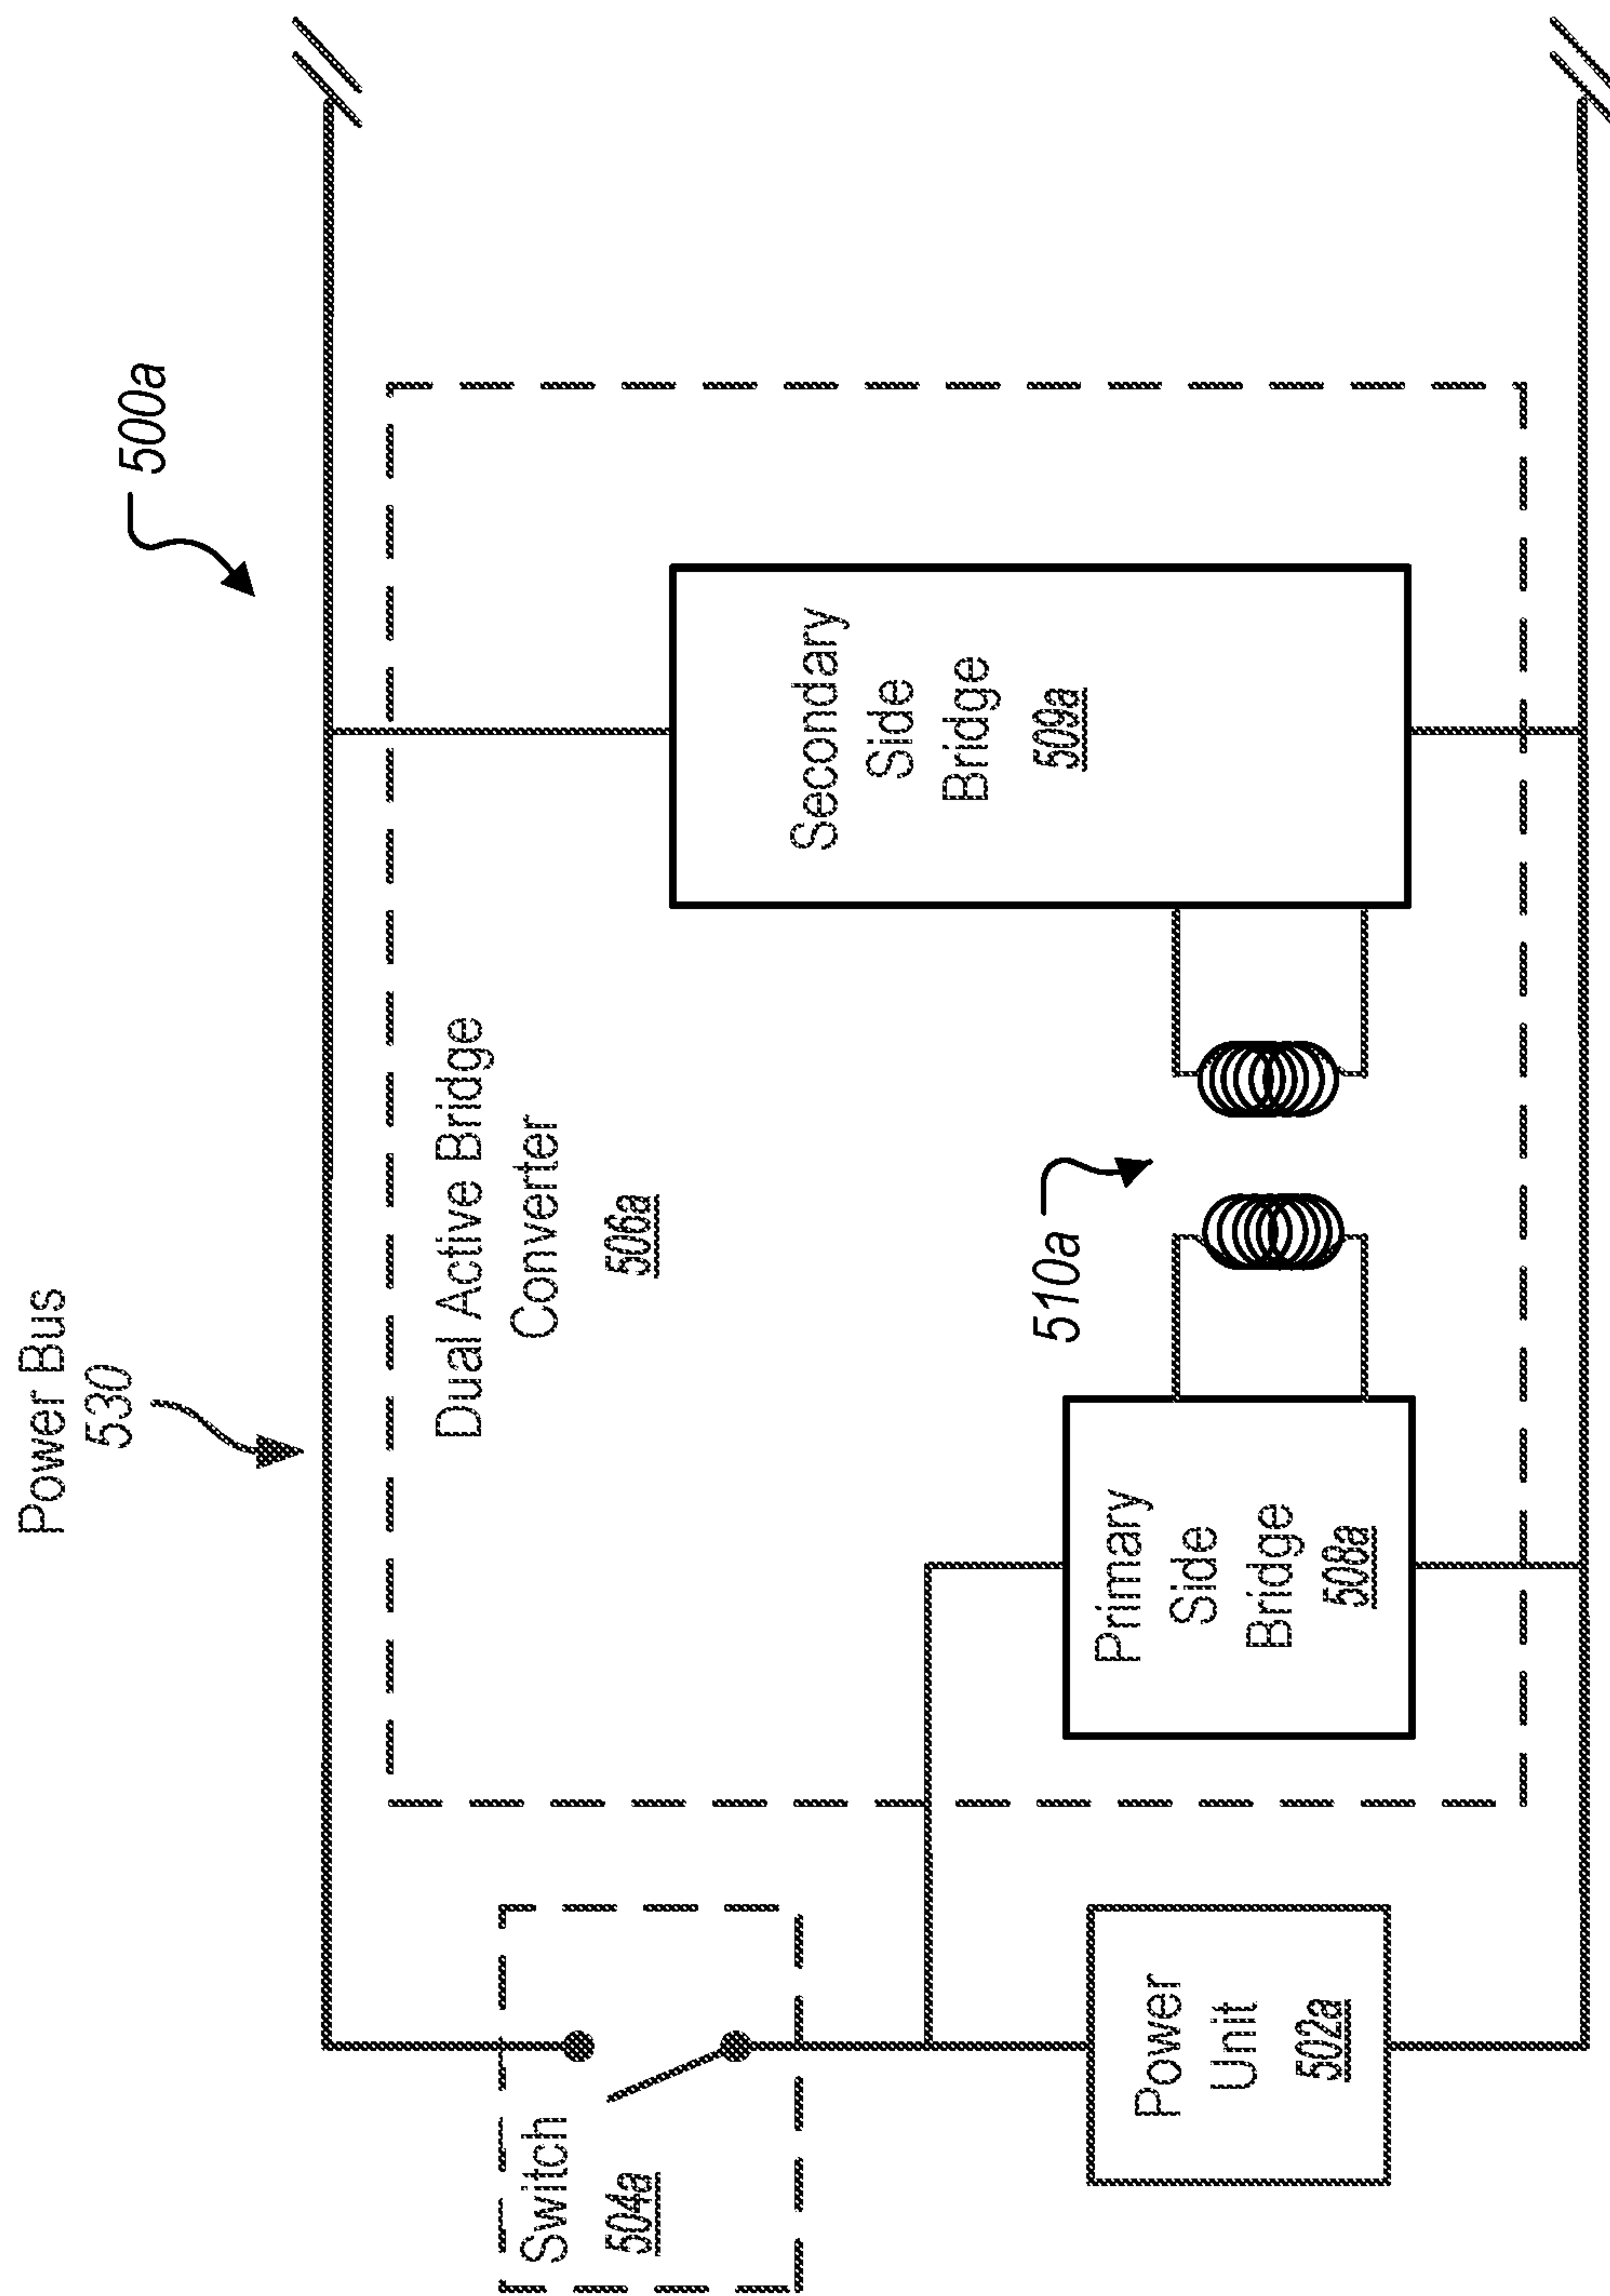 Power Bus
530
500a
Dual Active Bridge
Converter
506a
Switch
504a
Secondary
Side
Bridge
509a
510a
Primary
Side
Bridge
508a
Power
Unit
502a